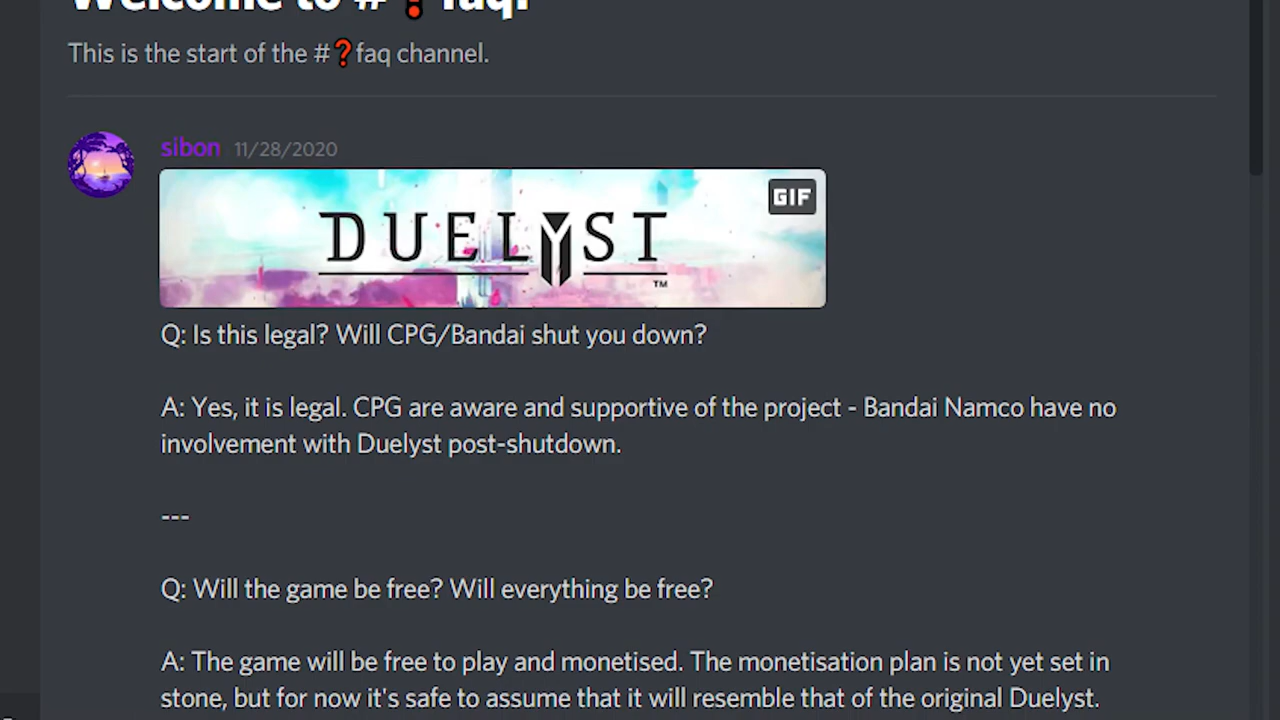 Welcome to #❓faq!
This is the start of the #❓faq channel.
sibon 11/28/2020
GIF
DUELYST
™
Q: Is this legal? Will CPG/Bandai shut you down?
A: Yes, it is legal. CPG are aware and supportive of the project - Bandai Namco have no
involvement with Duelyst post-shutdown.
---
Q: Will the game be free? Will everything be free?
A: The game will be free to play and monetised. The monetisation plan is not yet set in
stone, but for now it's safe to assume that it will resemble that of the original Duelyst.